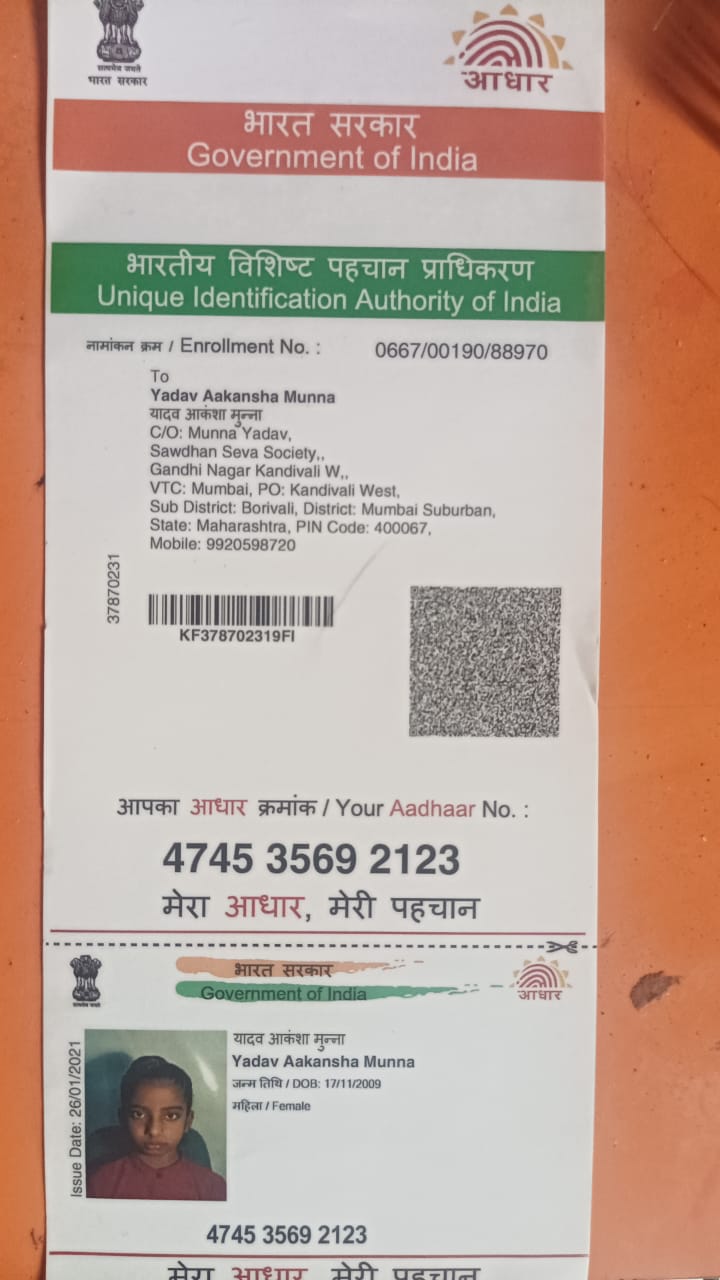 सत्यमेव जयते
भारत सरकार
आधार
भारत सरकार
Government of India
भारतीय विशिष्ट पहचान प्राधिकरण
Unique Identification Authority of India
नामांकन क्रम / Enrollment No. : 0667/00190/88970
To
Yadav Aakansha Munna
यादव आकंशा मुन्ना
C/O: Munna Yadav,
Sawdhan Seva Society,,
Gandhi Nagar Kandivali W,,
VTC: Mumbai, PO: Kandivali West,
Sub District: Borivali, District: Mumbai Suburban,
State: Maharashtra, PIN Code: 400067,
Mobile: 9920598720
37870231
KF378702319FI
आपका आधार क्रमांक / Your Aadhaar No. :
4745 3569 2123
मेरा आधार, मेरी पहचान
सत्यमेव जयते
भारत सरकार
Government of India
आधार
Issue Date: 26/01/2021
यादव आकंशा मुन्ना
Yadav Aakansha Munna
जन्म तिथि / DOB: 17/11/2009
महिला / Female
4745 3569 2123
मेरा आधार, मेरी पहचान